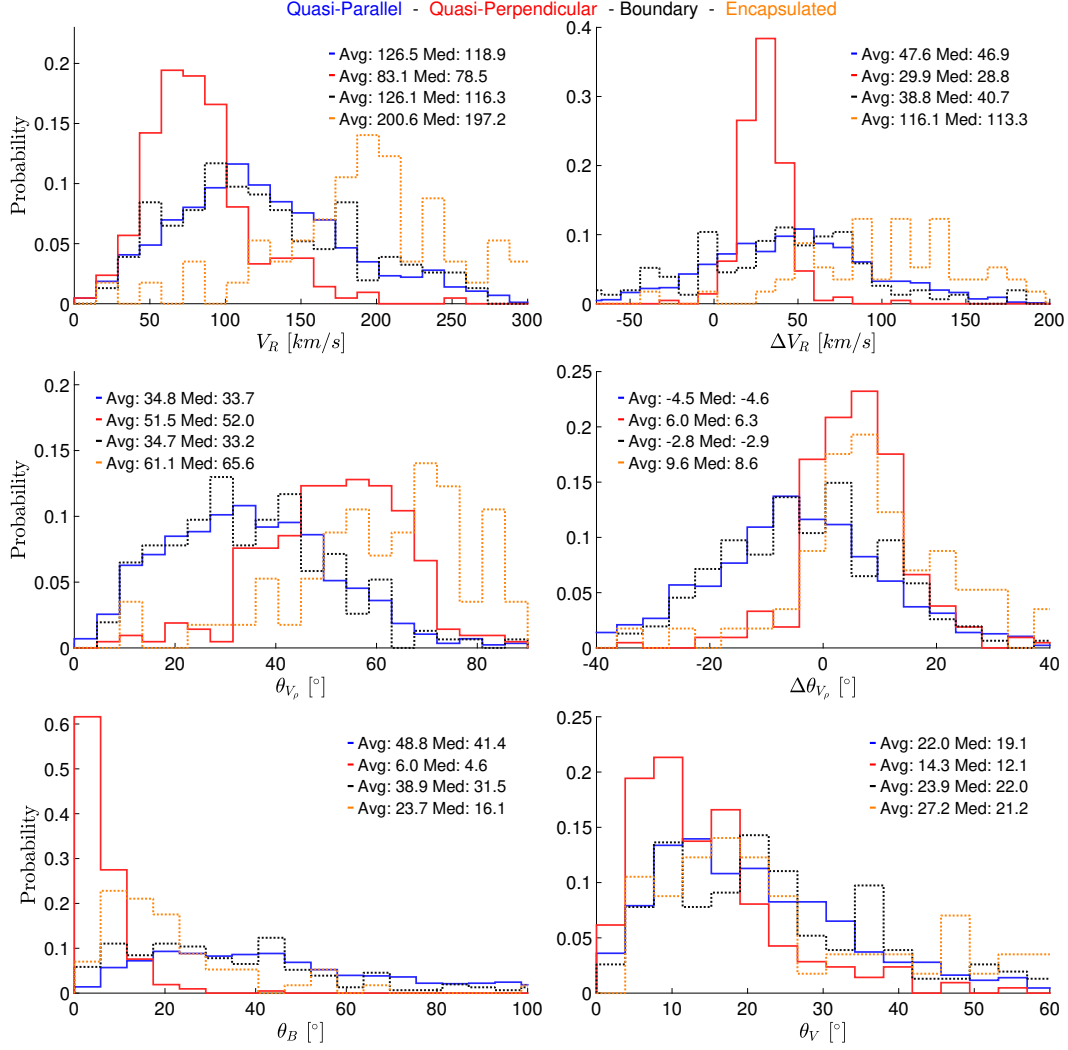 Quasi-Parallel - Quasi-Perpendicular - Boundary - Encapsulated
Probability
0.2
0.15
0.1
0.05
0
Avg: 126.5 Med: 118.9
Avg: 83.1 Med: 78.5
Avg: 126.1 Med: 116.3
Avg: 200.6 Med: 197.2
0 50 100 150 200 250 300
V_R [km/s]
0.4
0.3
0.2
0.1
0
Avg: 47.6 Med: 46.9
Avg: 29.9 Med: 28.8
Avg: 38.8 Med: 40.7
Avg: 116.1 Med: 113.3
-50 0 50 100 150 200
ΔV_R [km/s]
Probability
0.2
0.15
0.1
0.05
0
Avg: 34.8 Med: 33.7
Avg: 51.5 Med: 52.0
Avg: 34.7 Med: 33.2
Avg: 61.1 Med: 65.6
0 20 40 60 80
θ_{V_ρ} [°]
0.25
0.2
0.15
0.1
0.05
0
Avg: -4.5 Med: -4.6
Avg: 6.0 Med: 6.3
Avg: -2.8 Med: -2.9
Avg: 9.6 Med: 8.6
-40 -20 0 20 40
Δθ_{V_ρ} [°]
Probability
0.6
0.5
0.4
0.3
0.2
0.1
0
Avg: 48.8 Med: 41.4
Avg: 6.0 Med: 4.6
Avg: 38.9 Med: 31.5
Avg: 23.7 Med: 16.1
0 20 40 60 80 100
θ_B [°]
0.25
0.2
0.15
0.1
0.05
0
Avg: 22.0 Med: 19.1
Avg: 14.3 Med: 12.1
Avg: 23.9 Med: 22.0
Avg: 27.2 Med: 21.2
0 10 20 30 40 50 60
θ_V [°]